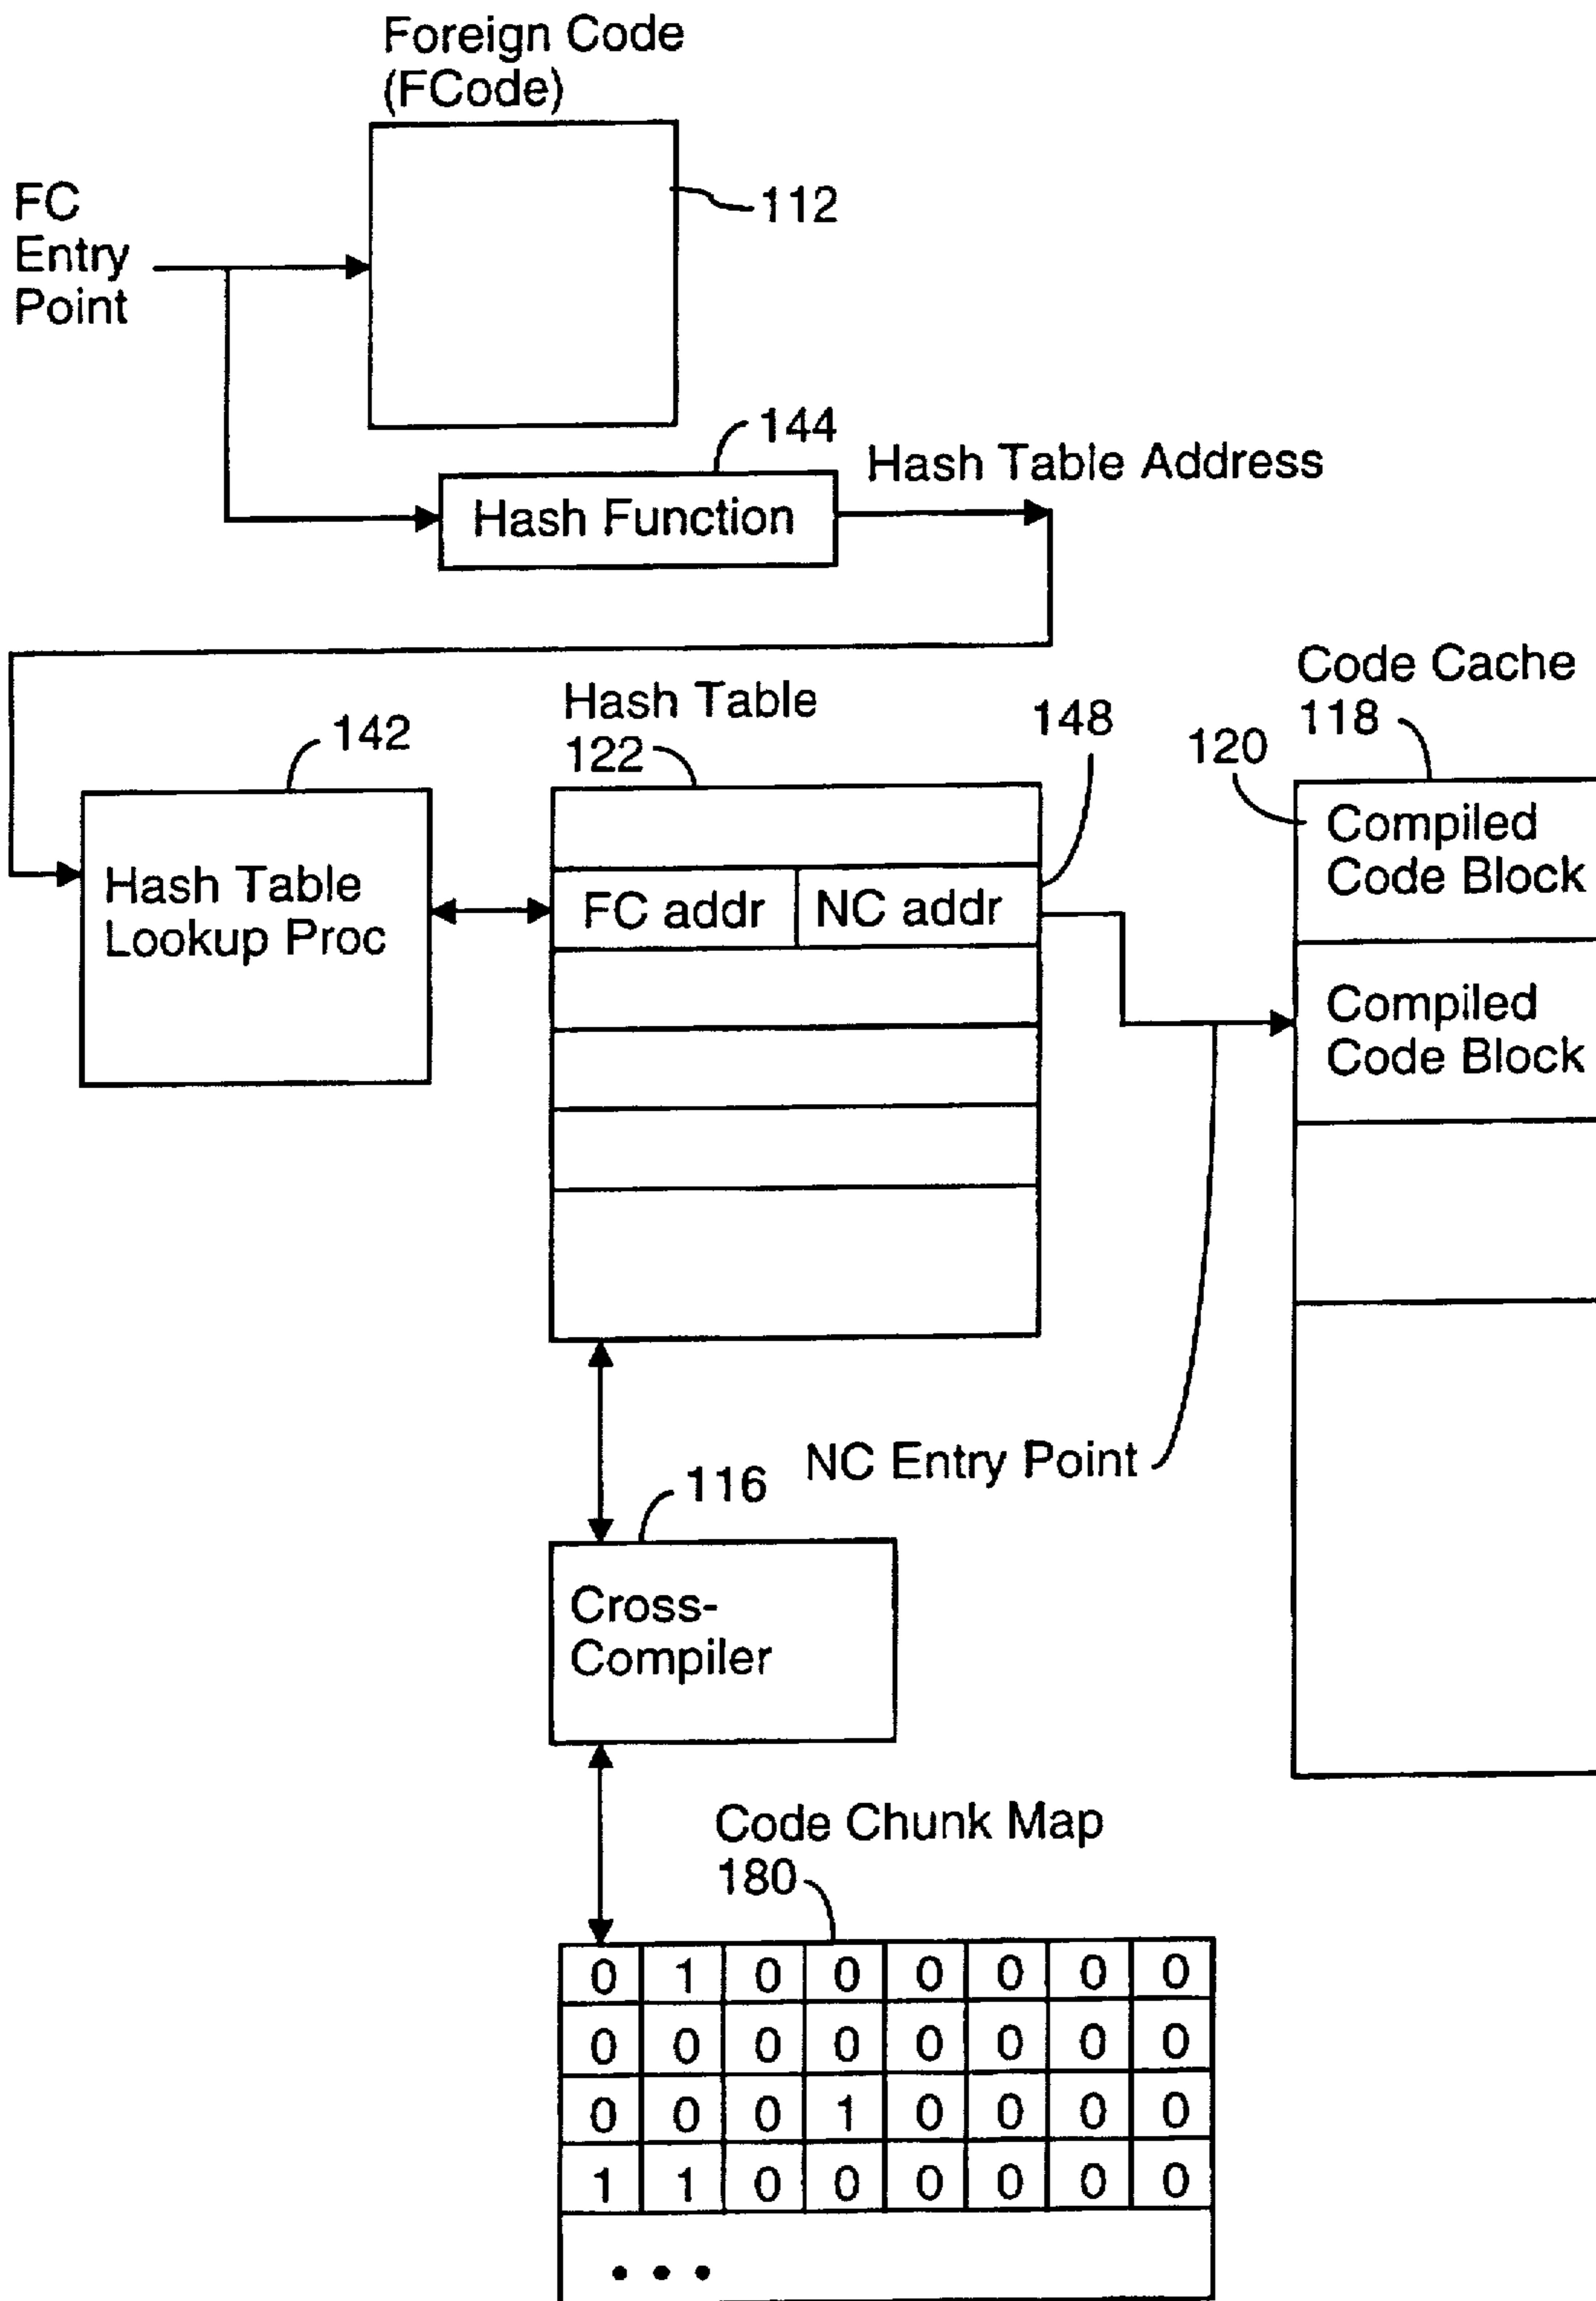 Foreign Code
(FCode)
112
FC
Entry
Point
144
Hash Table Address
Hash Function
Code Cache
118
Hash Table
122
148
120
142
Compiled
Code Block
Hash Table
Lookup Proc
FC addr
NC addr
Compiled
Code Block
NC Entry Point
116
Cross-
Compiler
Code Chunk Map
180
0 1 0 0 0 0 0 0
0 0 0 0 0 0 0 0
0 0 0 1 0 0 0 0
1 1 0 0 0 0 0 0
• • •